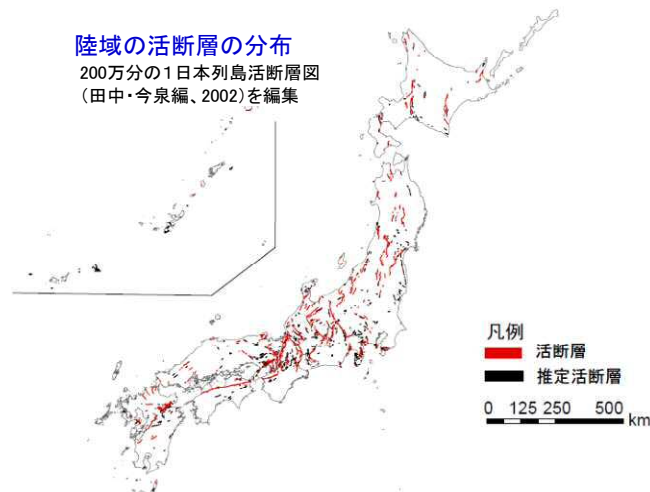 陸域の活断層の分布
200万分の1日本列島活断層図
(田中・今泉編、2002)を編集
凡例
活断層
推定活断層
0 125 250 500
km